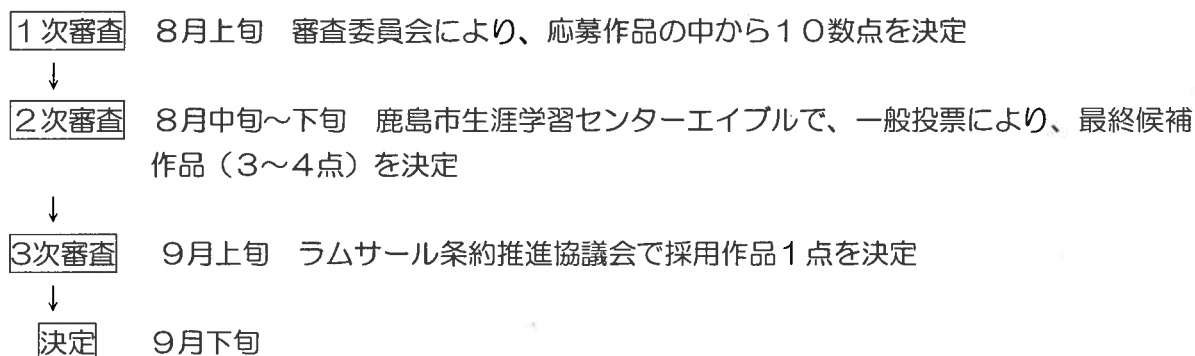 １次審査　８月上旬　審査委員会により、応募作品の中から１０数点を決定
↓
２次審査　８月中旬～下旬　鹿島市生涯学習センターエイブルで、一般投票により、最終候補
作品（３～４点）を決定
↓
３次審査　９月上旬　ラムサール条約推進協議会で採用作品１点を決定
↓
決定　９月下旬